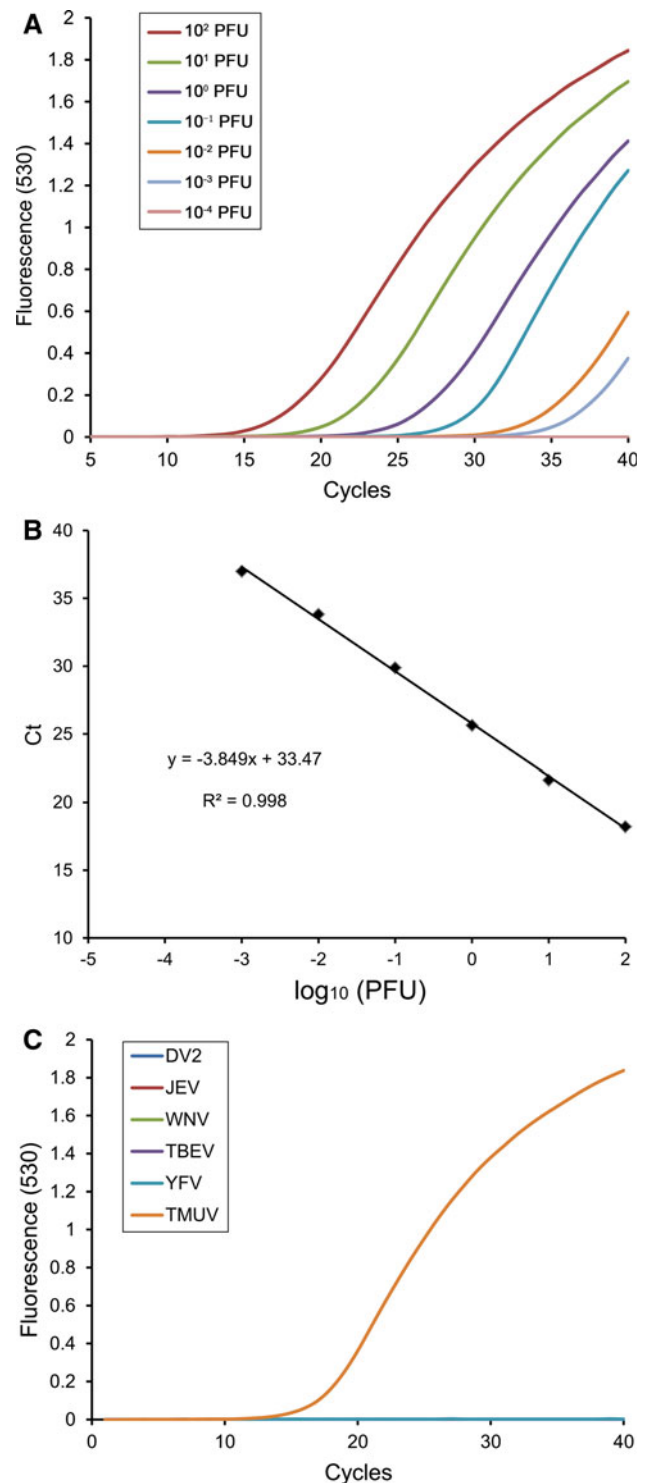 A
2
1.8
1.6
1.4
1.2
1
0.8
0.6
0.4
0.2
0
Fluorescence (530)
10² PFU
10¹ PFU
10⁰ PFU
10⁻¹ PFU
10⁻² PFU
10⁻³ PFU
10⁻⁴ PFU
5 10 15 20 25 30 35 40
Cycles
B
40
35
30
25
20
15
10
Ct
y = -3.849x + 33.47
R² = 0.998
-5 -4 -3 -2 -1 0 1 2
log₁₀ (PFU)
C
2
1.8
1.6
1.4
1.2
1
0.8
0.6
0.4
0.2
0
Fluorescence (530)
DV2
JEV
WNV
TBEV
YFV
TMUV
0 10 20 30 40
Cycles